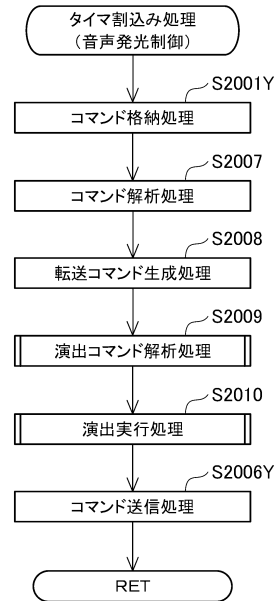 タイマ割込み処理
(音声発光制御)
S2001Y
コマンド格納処理
S2007
コマンド解析処理
S2008
転送コマンド生成処理
S2009
演出コマンド解析処理
S2010
演出実行処理
S2006Y
コマンド送信処理
RET